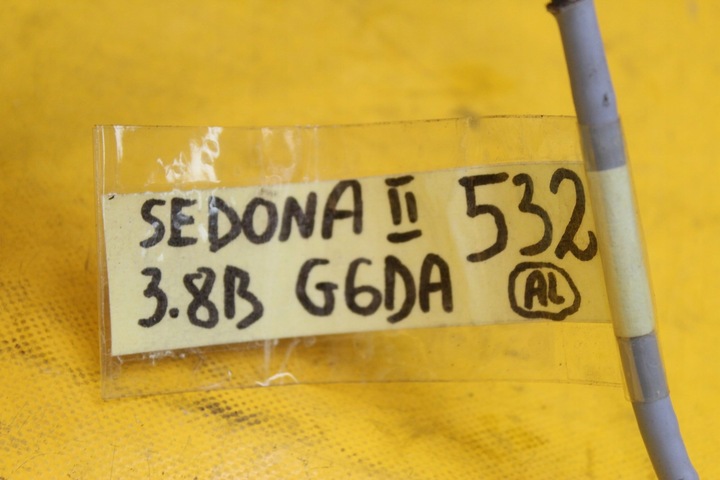 SEDONA II 532
3.8B G6DA AL